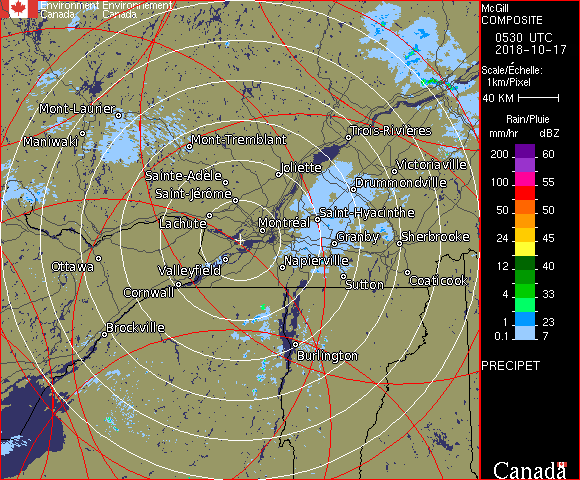 Environment Environnement
Canada Canada
McGill
COMPOSITE
0530 UTC
2018-10-17
Scale/Échelle:
1km/Pixel
40 KM
Rain/Pluie
mm/hr dBZ
200 60
100 55
50 50
24 45
12 40
4 33
1 23
0.1 7
PRECIPET
Canada
Mont-Laurier
Maniwaki
Mont-Tremblant
Trois-Rivières
Joliette
Victoriaville
Sainte-Adèle
Drummondville
Saint-Jérôme
Saint-Hyacinthe
Lachute
Montréal
Granby
Sherbrooke
Ottawa
Valleyfield
Napierville
Coaticook
Cornwall
Sutton
Brockville
Burlington